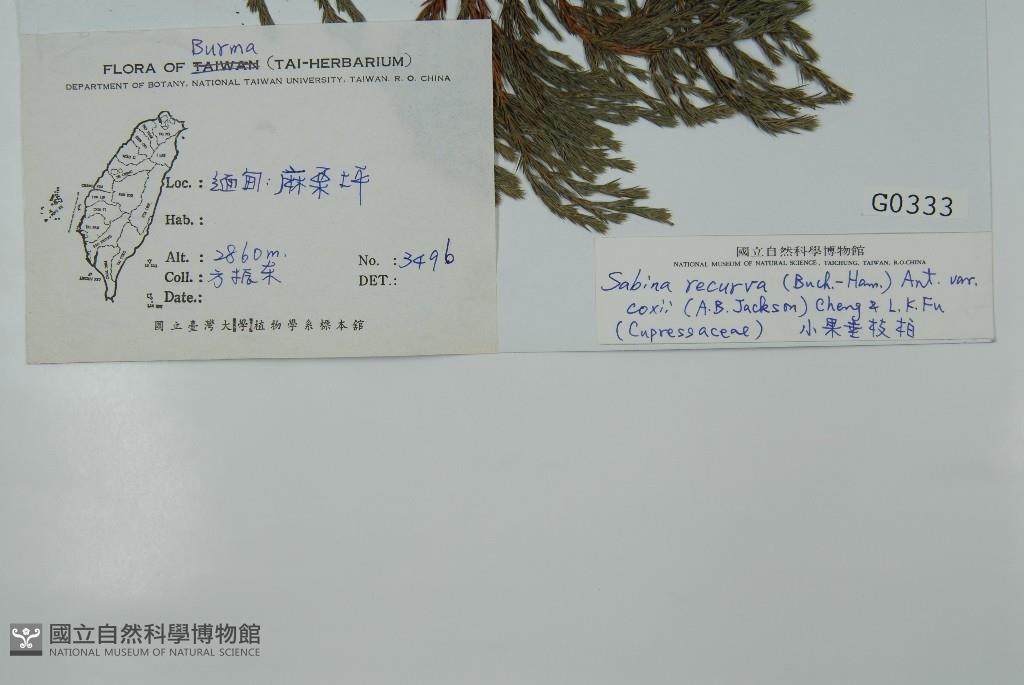 Burma
FLORA OF TAIWAN (TAI-HERBARIUM)
DEPARTMENT OF BOTANY, NATIONAL TAIWAN UNIVERSITY, TAIWAN, R. O. CHINA
Loc. : 緬甸: 麻栗坪
Hab. :
Alt. : 2860m.
No. : 3496
Coll. : 方振东
DET.:
Date.:
國立臺灣大學植物學系標本館
G0333
國立自然科學博物館
NATIONAL MUSEUM OF NATURAL SCIENCE, TAICHUNG, TAIWAN, R.O.CHINA
Sabina recurva (Buch.-Ham.) Ant. var.
coxii (A.B. Jackson) Cheng & L.K.Fu
(Cupressaceae) 小果垂枝柏
國立自然科學博物館
NATIONAL MUSEUM OF NATURAL SCIENCE